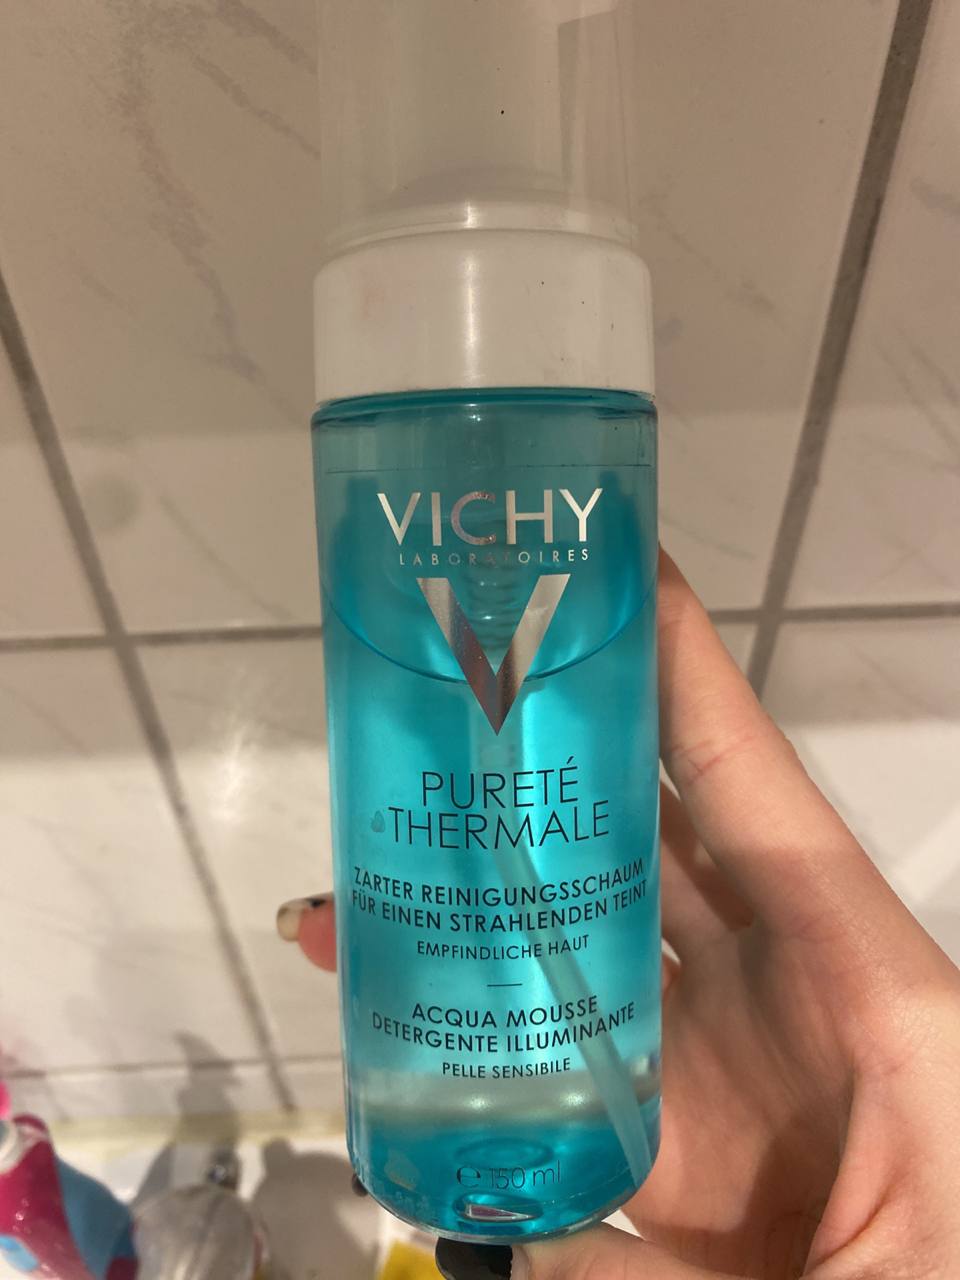 VICHY
LABORATOIRES
PURETÉ
THERMALE
ZARTER REINIGUNGSSCHAUM
FÜR EINEN STRAHLENDEN TEINT
EMPFINDLICHE HAUT
ACQUA MOUSSE
DETERGENTE ILLUMINANTE
PELLE SENSIBILE
℮ 150 ml